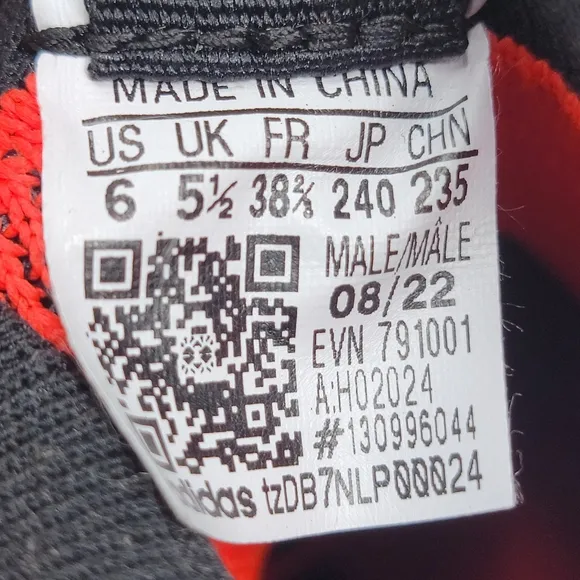 MADE IN CHINA
US UK FR JP CHN
6 5½ 38⅔ 240 235
MALE/MÂLE
08/22
EVN 791001
A:H02024
#130996044
adidas tzDB7NLP00024